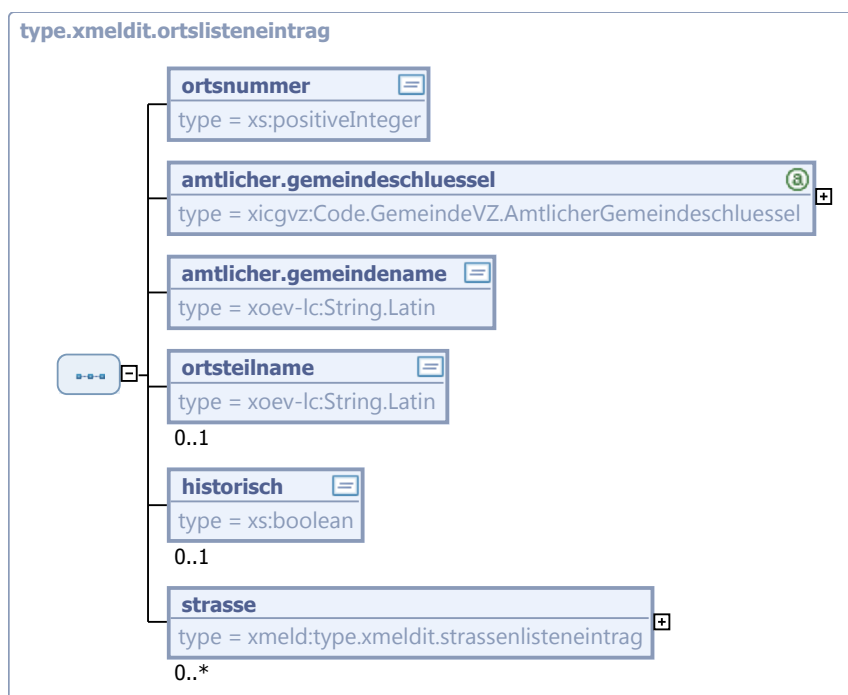 type.xmeldit.ortslisteneintrag
ortsnummer
type = xs:positiveInteger
amtlicher.gemeindeschluessel
type = xicgvz:Code.GemeindeVZ.AmtlicherGemeindeschluessel
amtlicher.gemeindename
type = xoev-lc:String.Latin
ortsteilname
type = xoev-lc:String.Latin
0..1
historisch
type = xs:boolean
0..1
strasse
type = xmeld:type.xmeldit.strassenlisteneintrag
0..*